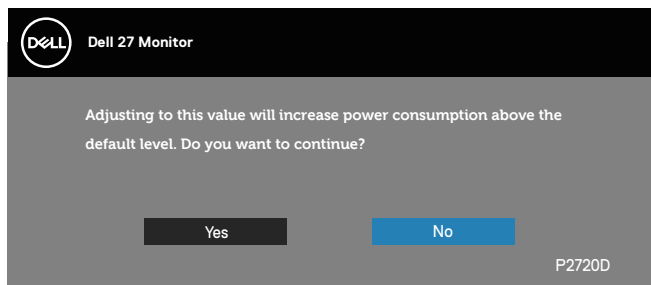 DELL
Dell 27 Monitor
Adjusting to this value will increase power consumption above the
default level. Do you want to continue?
Yes No
P2720D